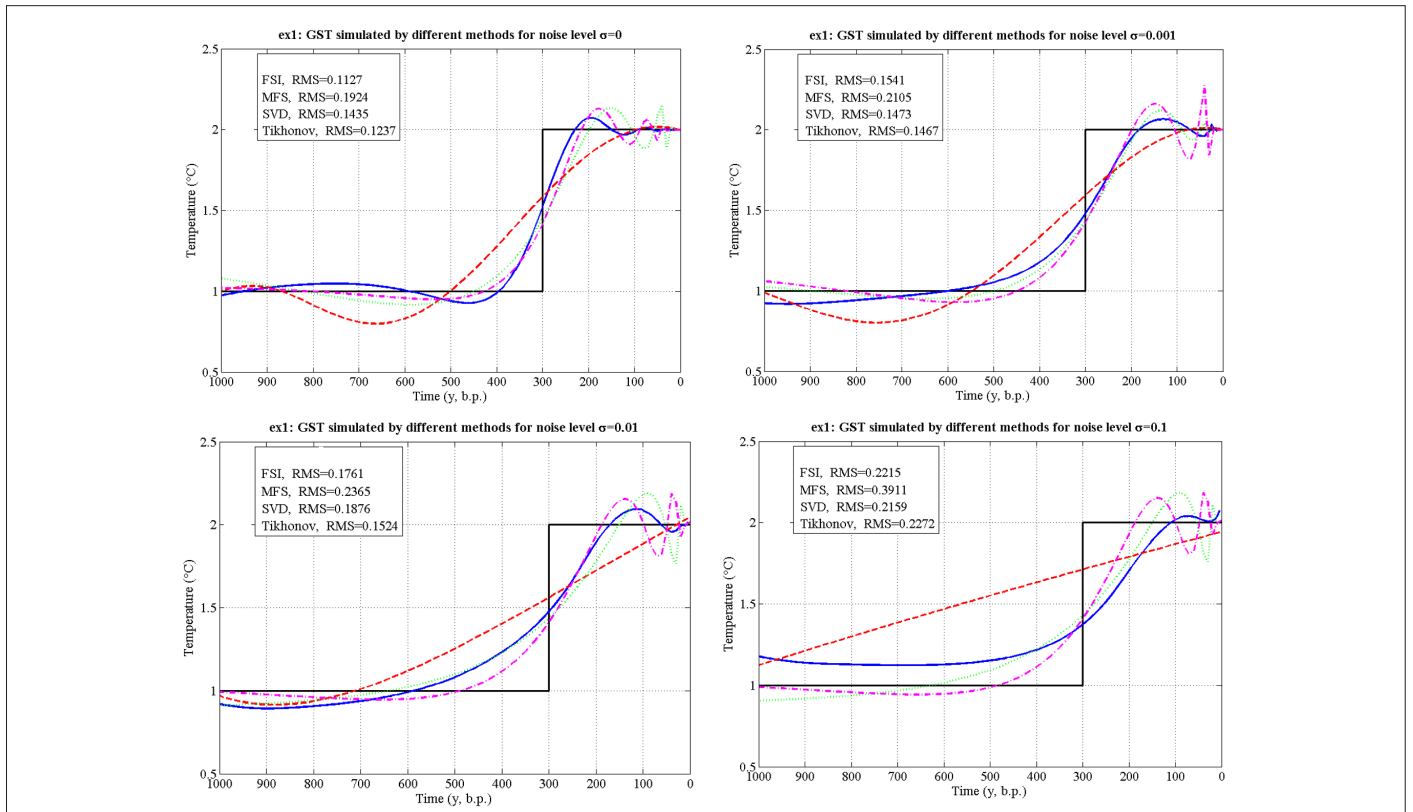 ex1: GST simulated by different methods for noise level σ=0
2.5
2
1.5
1
0.5
Temperature (°C)
FSI, RMS=0.1127
MFS, RMS=0.1924
SVD, RMS=0.1435
Tikhonov, RMS=0.1237
1000 900 800 700 600 500 400 300 200 100 0
Time (y, b.p.)
ex1: GST simulated by different methods for noise level σ=0.001
2.5
2
1.5
1
0.5
Temperature (°C)
FSI, RMS=0.1541
MFS, RMS=0.2105
SVD, RMS=0.1473
Tikhonov, RMS=0.1467
1000 900 800 700 600 500 400 300 200 100 0
Time (y, b.p.)
ex1: GST simulated by different methods for noise level σ=0.01
2.5
2
1.5
1
0.5
Temperature (°C)
FSI, RMS=0.1761
MFS, RMS=0.2365
SVD, RMS=0.1876
Tikhonov, RMS=0.1524
1000 900 800 700 600 500 400 300 200 100 0
Time (y, b.p.)
ex1: GST simulated by different methods for noise level σ=0.1
2.5
2
1.5
1
0.5
Temperature (°C)
FSI, RMS=0.2215
MFS, RMS=0.3911
SVD, RMS=0.2159
Tikhonov, RMS=0.2272
1000 900 800 700 600 500 400 300 200 100 0
Time (y, b.p.)